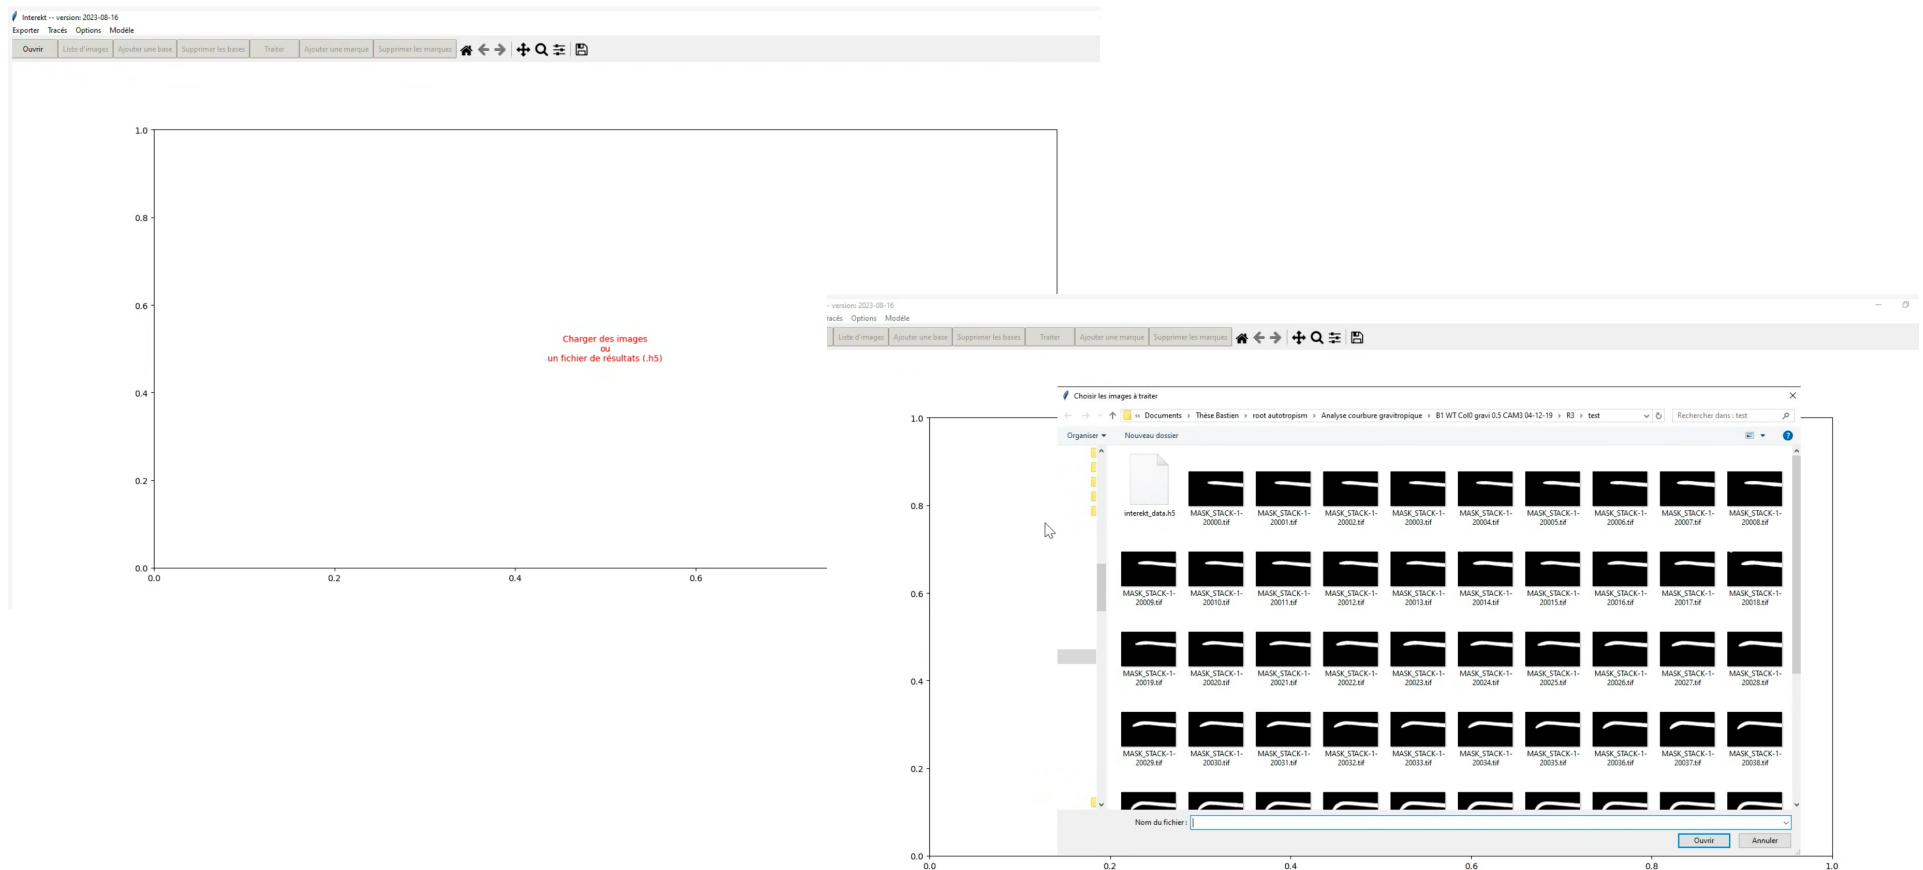 Interekt -- version: 2023-08-16
Exporter Tracés Options Modèle
Ouvrir Liste d'images Ajouter une base Supprimer les bases Traiter Ajouter une marque Supprimer les marques
1.0
0.8
0.6
0.4
0.2
0.0
Charger des images
ou
un fichier de résultats (.h5)
0.0 0.2 0.4 0.6
- version: 2023-08-16
racés Options Modèle
Liste d'images Ajouter une base Supprimer les bases Traiter Ajouter une marque Supprimer les marques
1.0
0.8
0.6
0.4
0.2
0.0
Choisir les images à traiter
« Documents › Thèse Bastien › root autotropism › Analyse courbure gravitropique › B1 WT Col0 gravi 0.5 CAM3 04-12-19 › R3 › test
Rechercher dans : test
Organiser Nouveau dossier
interekt_data.h5 MASK_STACK-1- MASK_STACK-1- MASK_STACK-1- MASK_STACK-1- MASK_STACK-1- MASK_STACK-1- MASK_STACK-1- MASK_STACK-1- MASK_STACK-1-
20000.tif 20001.tif 20002.tif 20003.tif 20004.tif 20005.tif 20006.tif 20007.tif 20008.tif
MASK_STACK-1- MASK_STACK-1- MASK_STACK-1- MASK_STACK-1- MASK_STACK-1- MASK_STACK-1- MASK_STACK-1- MASK_STACK-1- MASK_STACK-1- MASK_STACK-1-
20009.tif 20010.tif 20011.tif 20012.tif 20013.tif 20014.tif 20015.tif 20016.tif 20017.tif 20018.tif
MASK_STACK-1- MASK_STACK-1- MASK_STACK-1- MASK_STACK-1- MASK_STACK-1- MASK_STACK-1- MASK_STACK-1- MASK_STACK-1- MASK_STACK-1- MASK_STACK-1-
20019.tif 20020.tif 20021.tif 20022.tif 20023.tif 20024.tif 20025.tif 20026.tif 20027.tif 20028.tif
MASK_STACK-1- MASK_STACK-1- MASK_STACK-1- MASK_STACK-1- MASK_STACK-1- MASK_STACK-1- MASK_STACK-1- MASK_STACK-1- MASK_STACK-1- MASK_STACK-1-
20029.tif 20030.tif 20031.tif 20032.tif 20033.tif 20034.tif 20035.tif 20036.tif 20037.tif 20038.tif
Nom du fichier :
Ouvrir Annuler
0.0 0.2 0.4 0.6 0.8 1.0